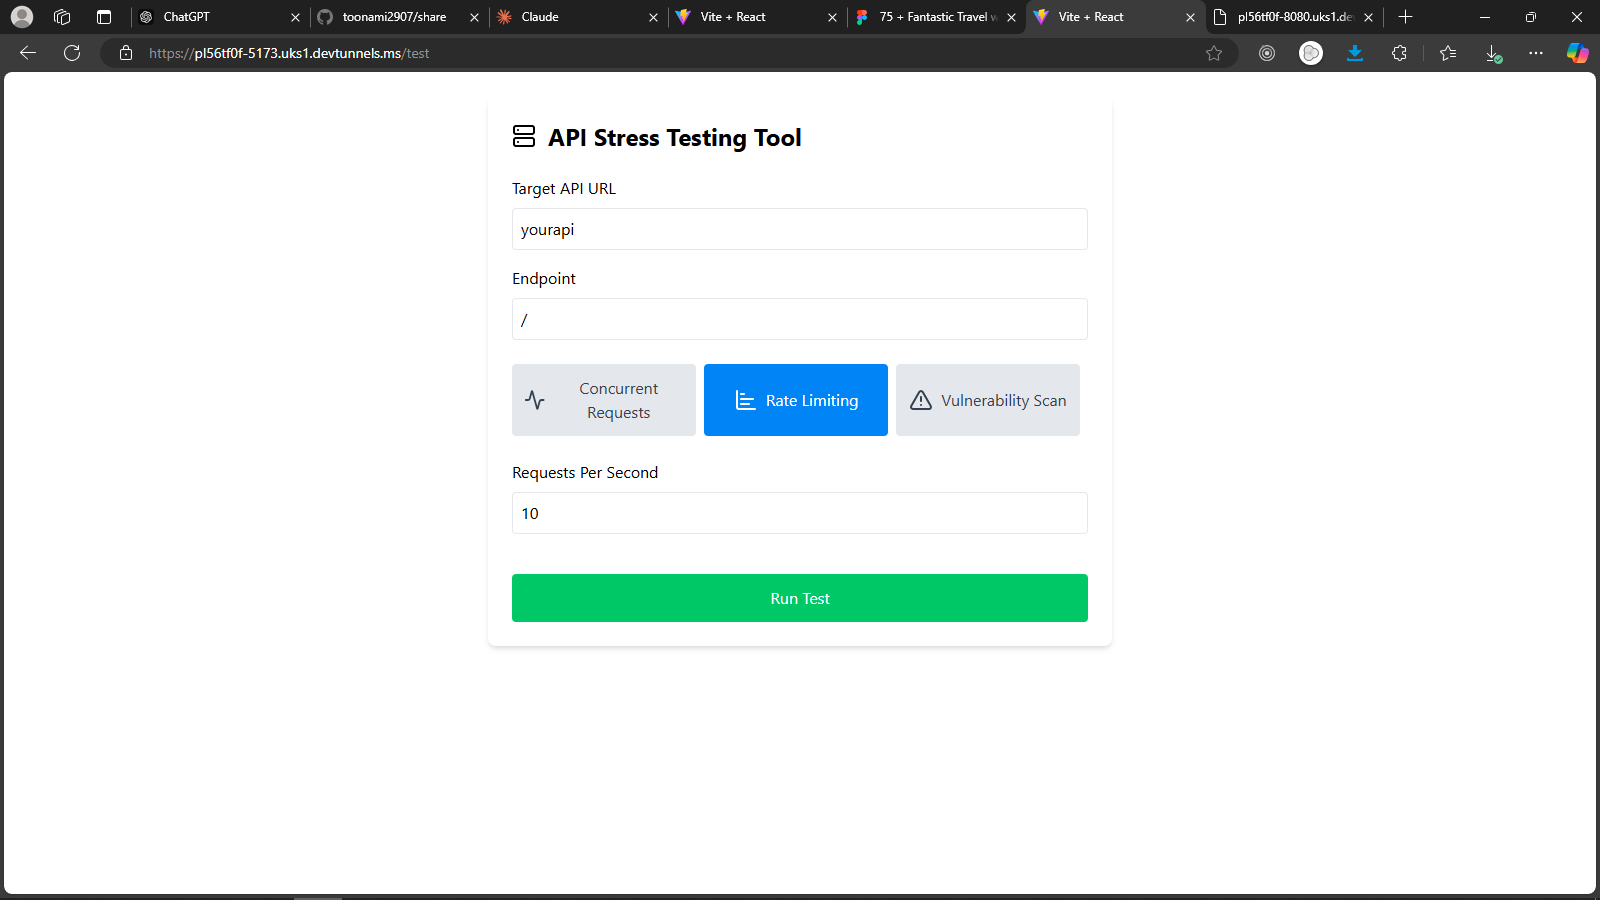 ChatGPT
toonami2907/share
Claude
Vite + React
75 + Fantastic Travel w
Vite + React
pl56tf0f-8080.uks1.de
https://pl56tf0f-5173.uks1.devtunnels.ms/test
API Stress Testing Tool
Target API URL
yourapi
Endpoint
/
Concurrent
Requests
Rate Limiting
Vulnerability Scan
Requests Per Second
10
Run Test